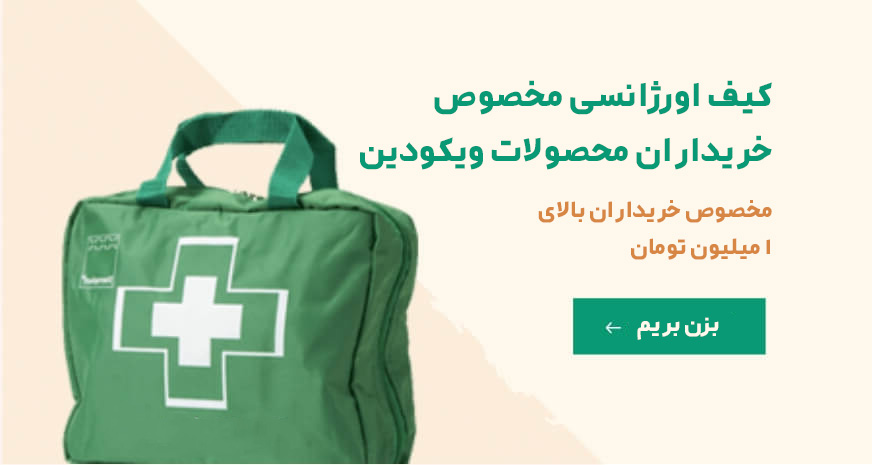 کیف اورژانسی مخصوص
خریداران محصولات ویکودین
مخصوص خریداران بالای
۱ میلیون تومان
بزن بریم ←